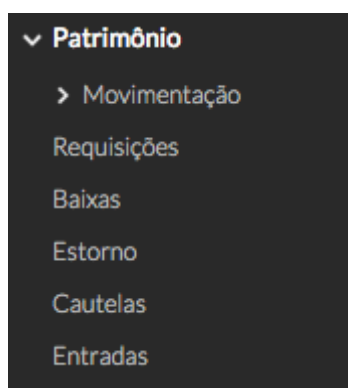 Patrimônio
Movimentação
Requisições
Baixas
Estorno
Cautelas
Entradas